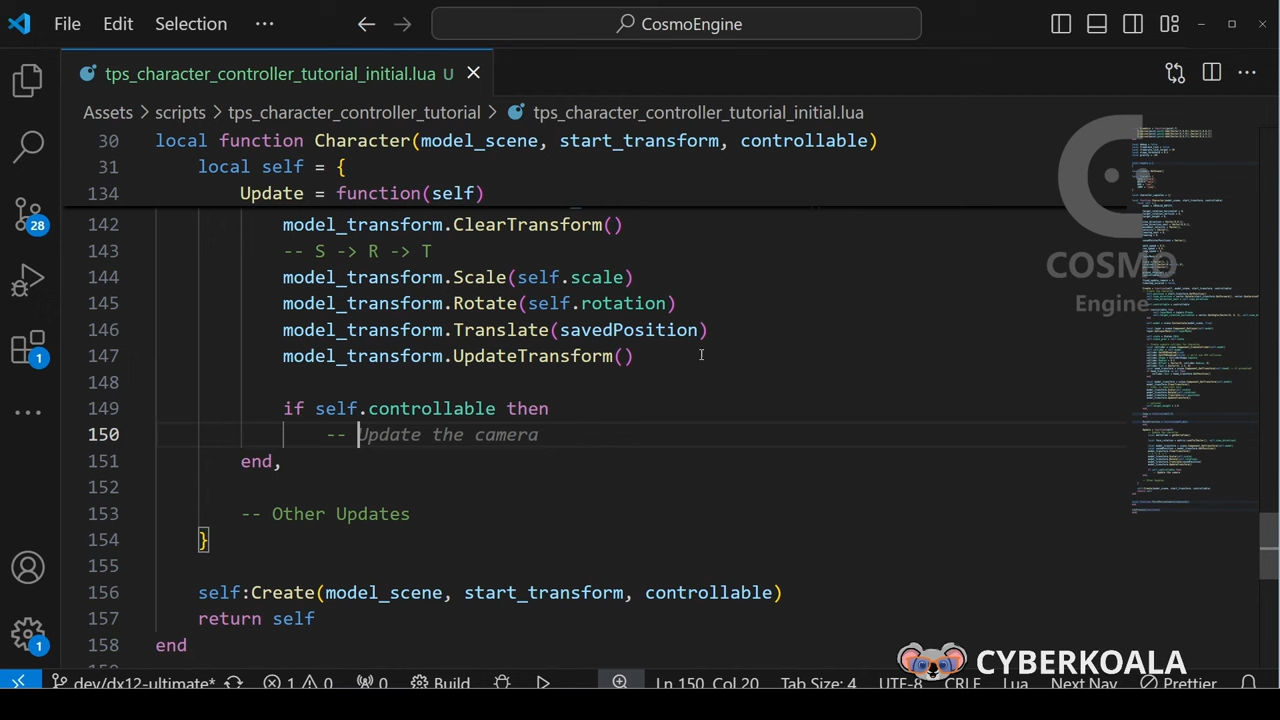 File Edit Selection ··· CosmoEngine
tps_character_controller_tutorial_initial.lua U
Assets > scripts > tps_character_controller_tutorial > tps_character_controller_tutorial_initial.lua
30 local function Character(model_scene, start_transform, controllable)
31 local self = {
134 Update = function(self)
142 model_transform.ClearTransform()
143 -- S -> R -> T
144 model_transform.Scale(self.scale)
145 model_transform.Rotate(self.rotation)
146 model_transform.Translate(savedPosition)
147 model_transform.UpdateTransform()
148
149 if self.controllable then
150 -- Update the camera
151 end,
152
153 -- Other Updates
154 }
155
156 self:Create(model_scene, start_transform, controllable)
157 return self
158 end
COSMO
Engine
28
1
1
CYBERKOALA
dev/dx12-ultimate* 1 0 0 Build Ln 150, Col 20 Tab Size: 4 UTF-8 CRLF Lua Next Nav Prettier